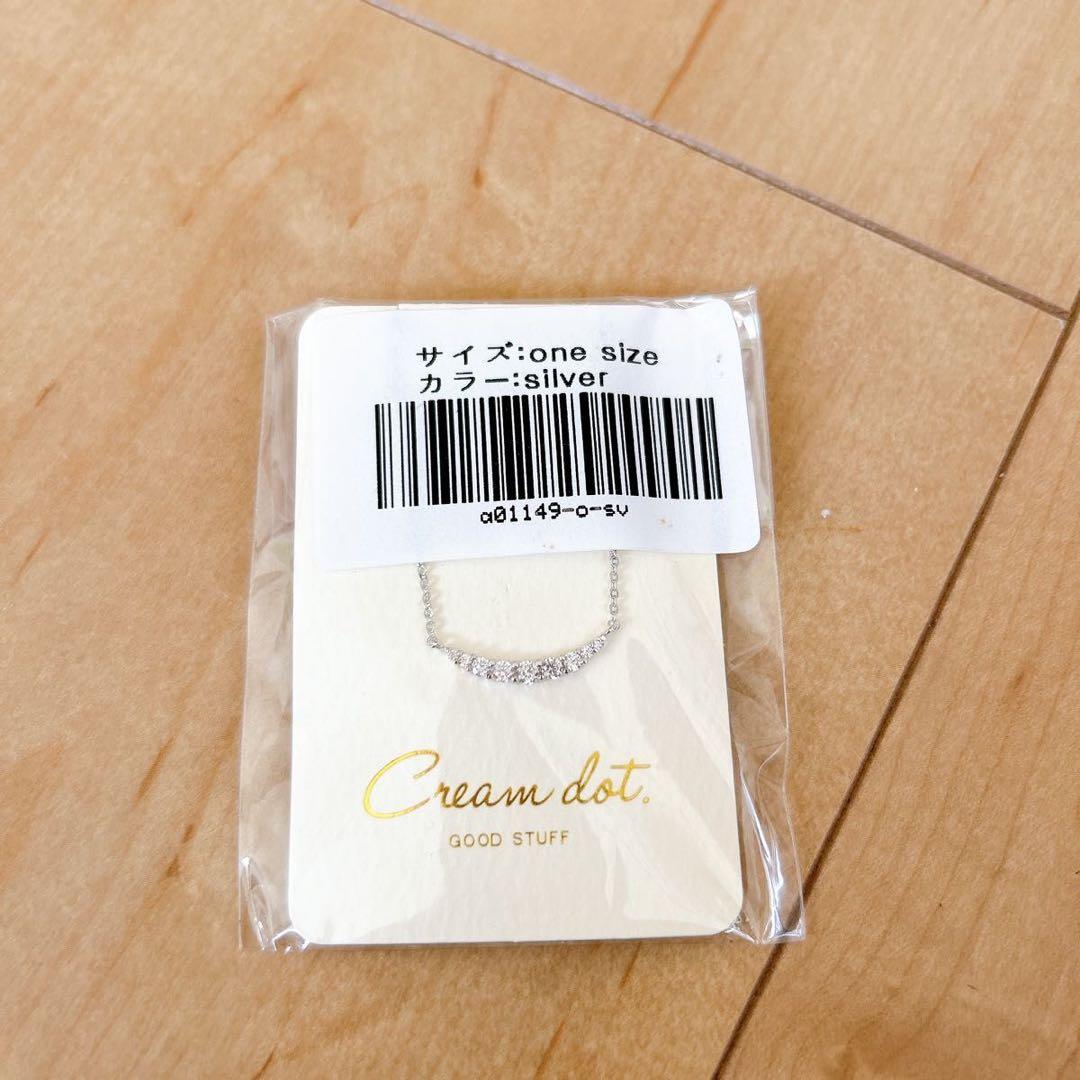 サイズ:one size
カラー:silver
a01149-o-sv
Cream dot.
GOOD STUFF